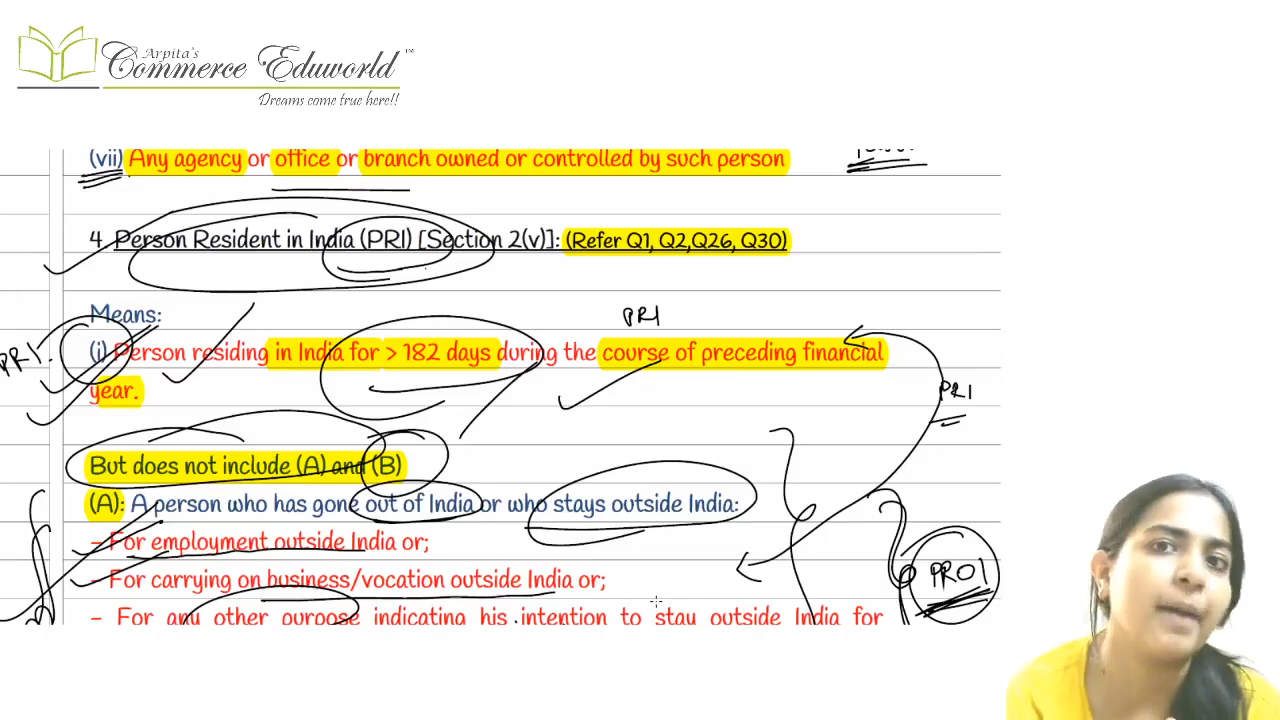 Arpita's
Commerce Eduworld™
Dreams come true here!!
(vii) Any agency or office or branch owned or controlled by such person
4. Person Resident in India (PRI) [Section 2(v)]: (Refer Q1, Q2,Q26, Q30)
Means:
PRI
PRI. (i) Person residing in India for > 182 days during the course of preceding financial
year.
PRI
But does not include (A) and (B)
(A): A person who has gone out of India or who stays outside India:
– For employment outside India or;
– For carrying on business/vocation outside India or;
PROI
– For any other purpose indicating his intention to stay outside India for